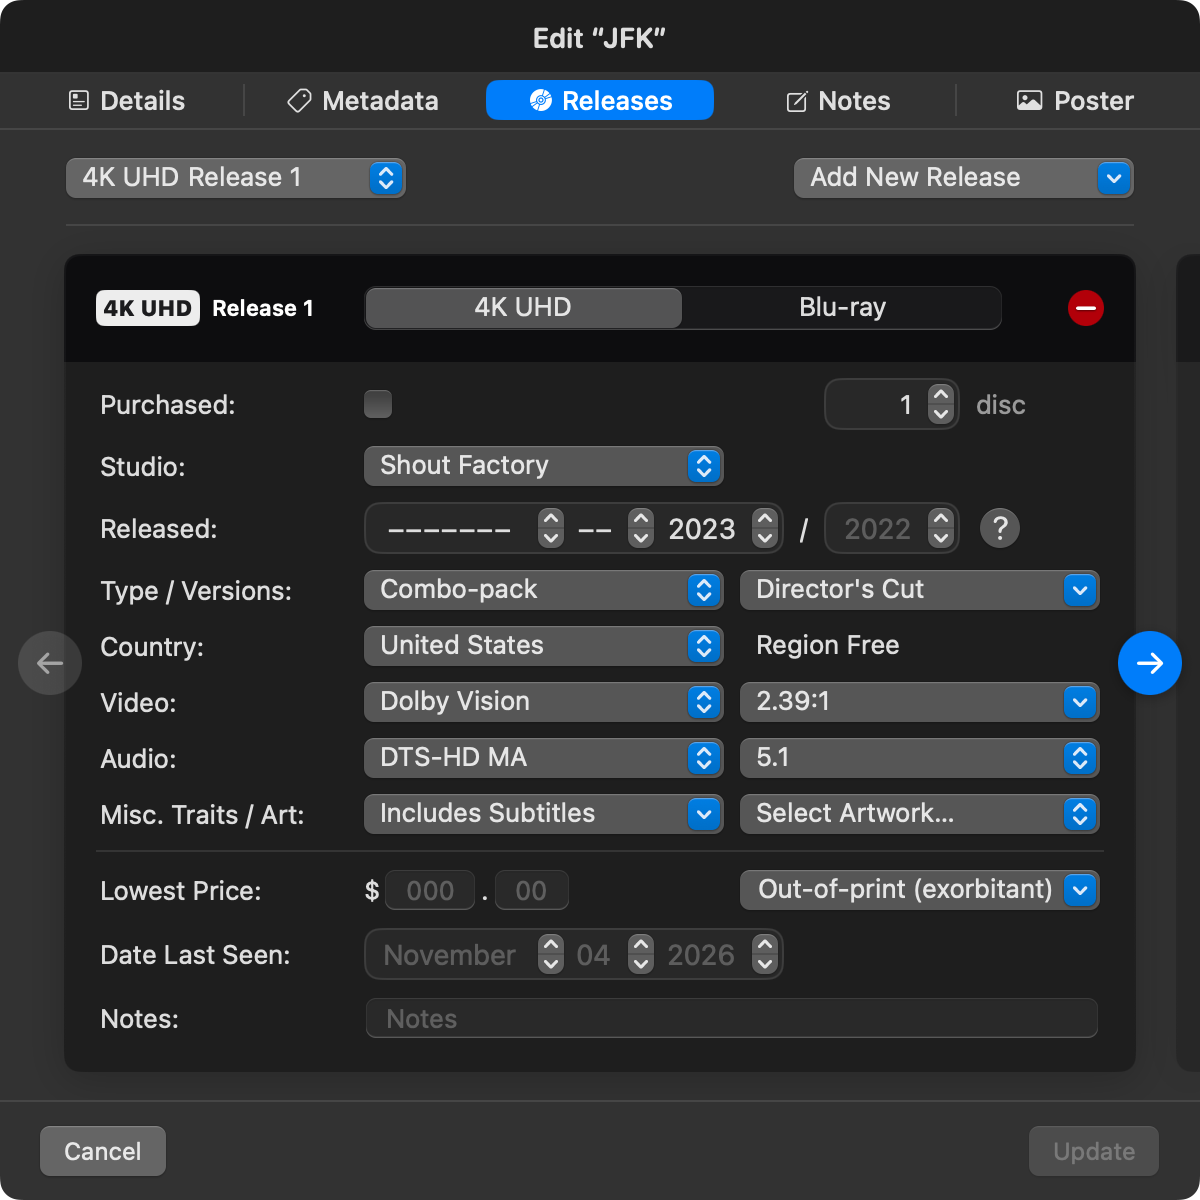 Edit “JFK”
Details Metadata Releases Notes Poster
4K UHD Release 1 Add New Release
4K UHD Release 1 4K UHD Blu-ray
Purchased: 1 disc
Studio: Shout Factory
Released: ––––––– –– 2023 / 2022 ?
Type / Versions: Combo-pack Director's Cut
Country: United States Region Free
Video: Dolby Vision 2.39:1
Audio: DTS-HD MA 5.1
Misc. Traits / Art: Includes Subtitles Select Artwork...
Lowest Price: $ 000 . 00 Out-of-print (exorbitant)
Date Last Seen: November 04 2026
Notes: Notes
Cancel Update